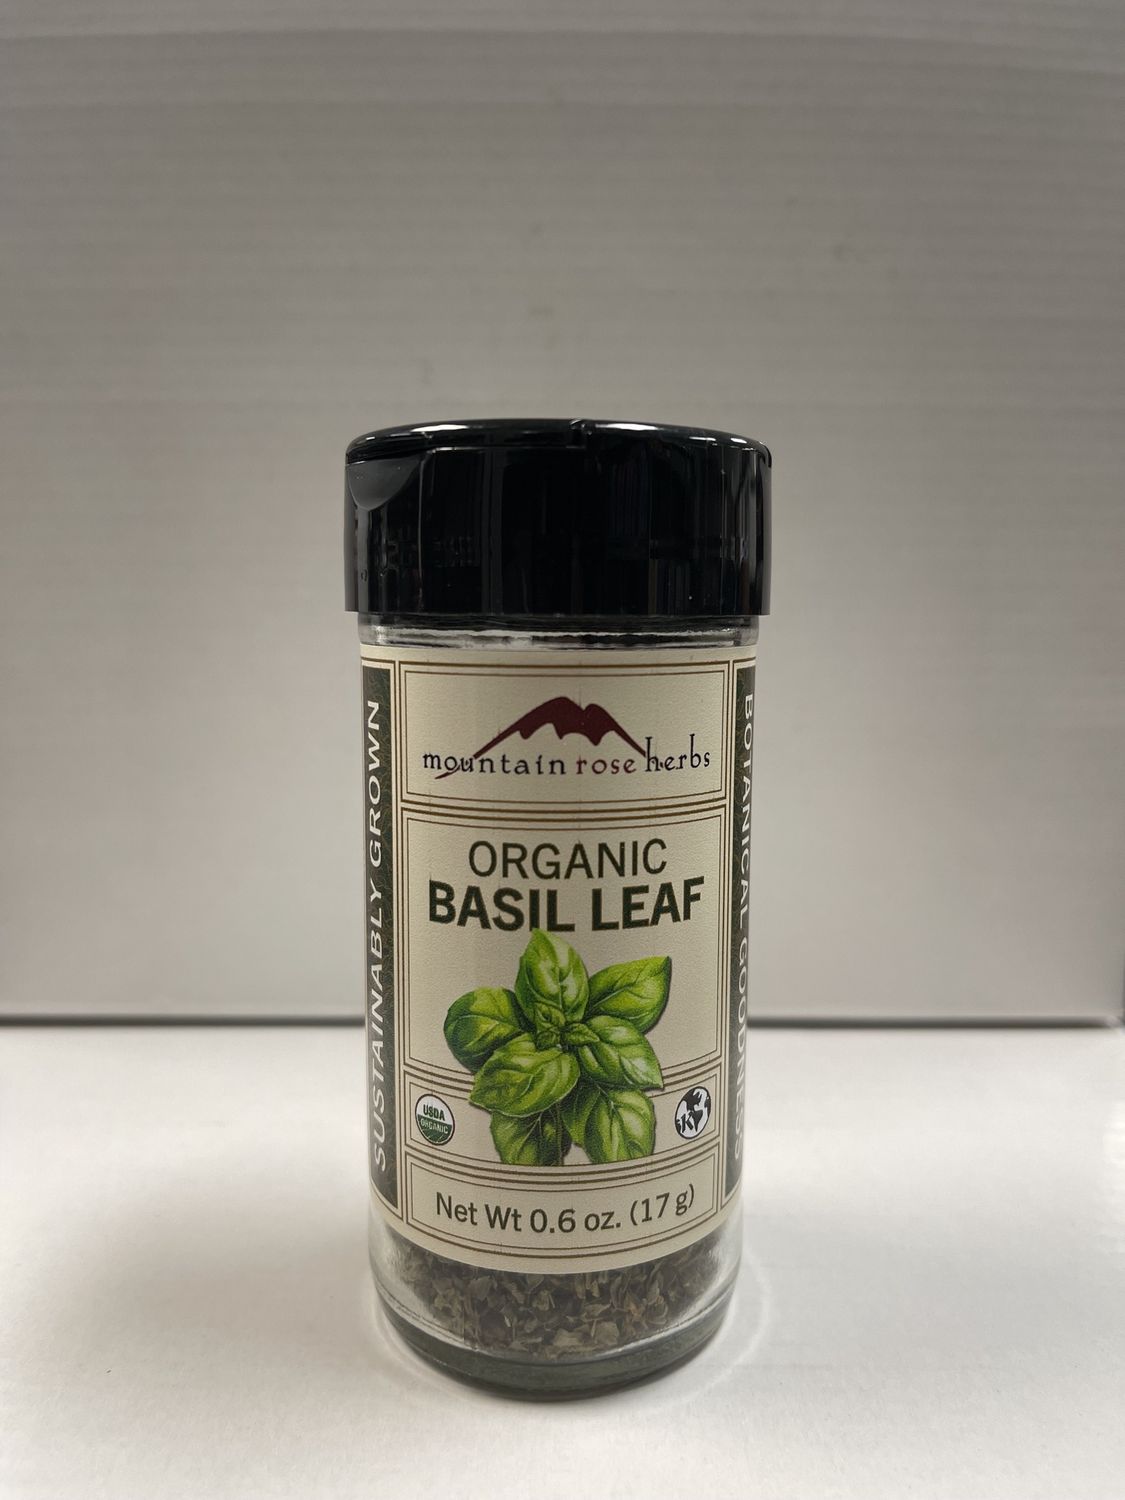 mountain rose herbs
ORGANIC
BASIL LEAF
SUSTAINABLY GROWN
BOTANICAL GOODNESS
USDA
ORGANIC
K
Net Wt 0.6 oz. (17 g)